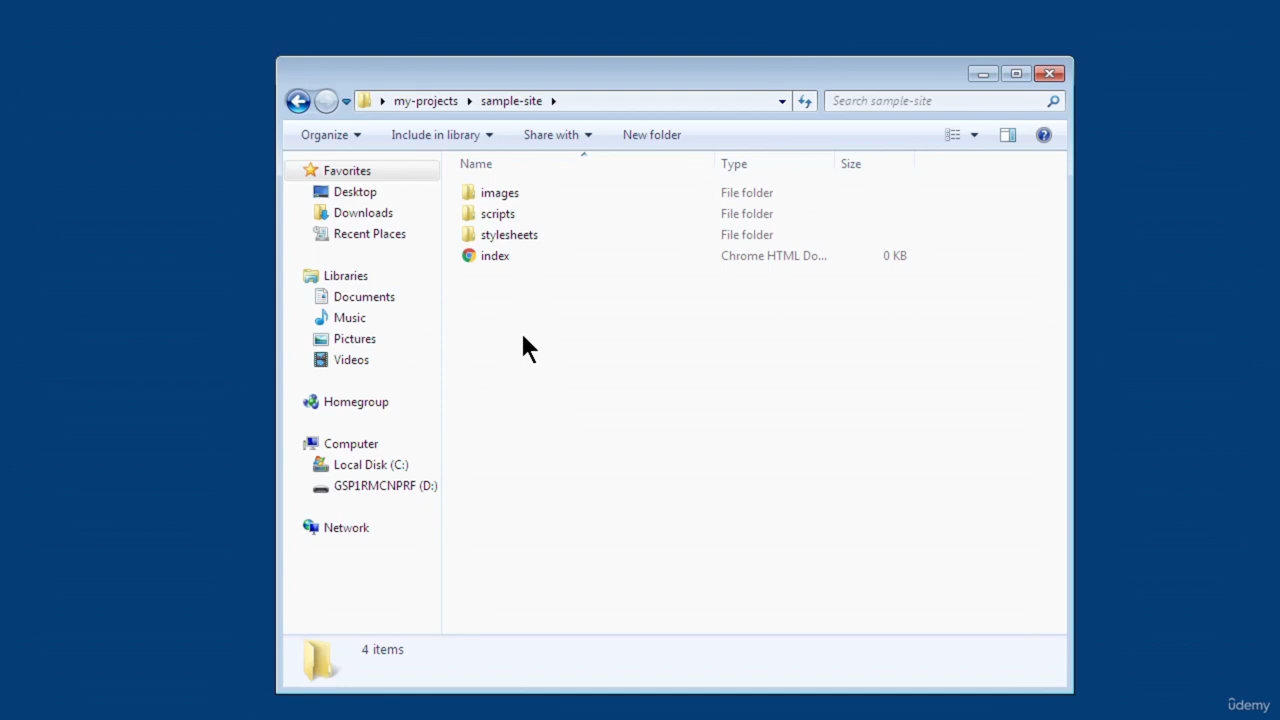 my-projects sample-site
Search sample-site
Organize Include in library Share with New folder
Name Type Size
Favorites
Desktop
Downloads
Recent Places
Libraries
Documents
Music
Pictures
Videos
Homegroup
Computer
Local Disk (C:)
GSP1RMCNPRF (D:)
Network
images File folder
scripts File folder
stylesheets File folder
index Chrome HTML Do... 0 KB
4 items
ûdemy